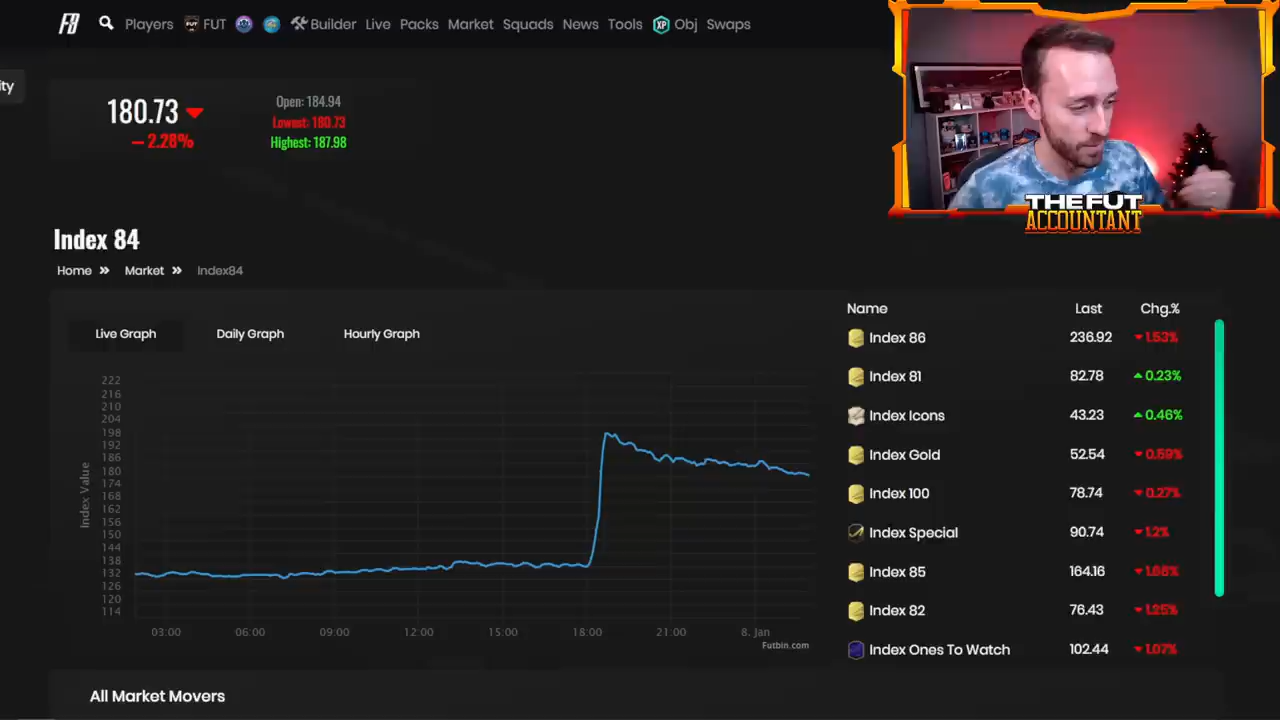 F8 Players FUT Builder Live Packs Market Squads News Tools XP Obj Swaps
ity
180.73
-2.28%
Open: 184.94
Lowest: 180.73
Highest: 187.98
THE FUT
ACCOUNTANT
Index 84
Home » Market » Index84
Live Graph Daily Graph Hourly Graph
Index Value
222
216
210
204
198
192
186
180
174
168
162
156
150
144
138
132
126
120
114
03:00 06:00 09:00 12:00 15:00 18:00 21:00 8. Jan
Futbin.com
Name Last Chg.%
Index 86 236.92 1.53%
Index 81 82.78 0.23%
Index Icons 43.23 0.46%
Index Gold 52.54 0.59%
Index 100 78.74 0.27%
Index Special 90.74 1.2%
Index 85 164.16 1.68%
Index 82 76.43 1.25%
Index Ones To Watch 102.44 1.07%
All Market Movers